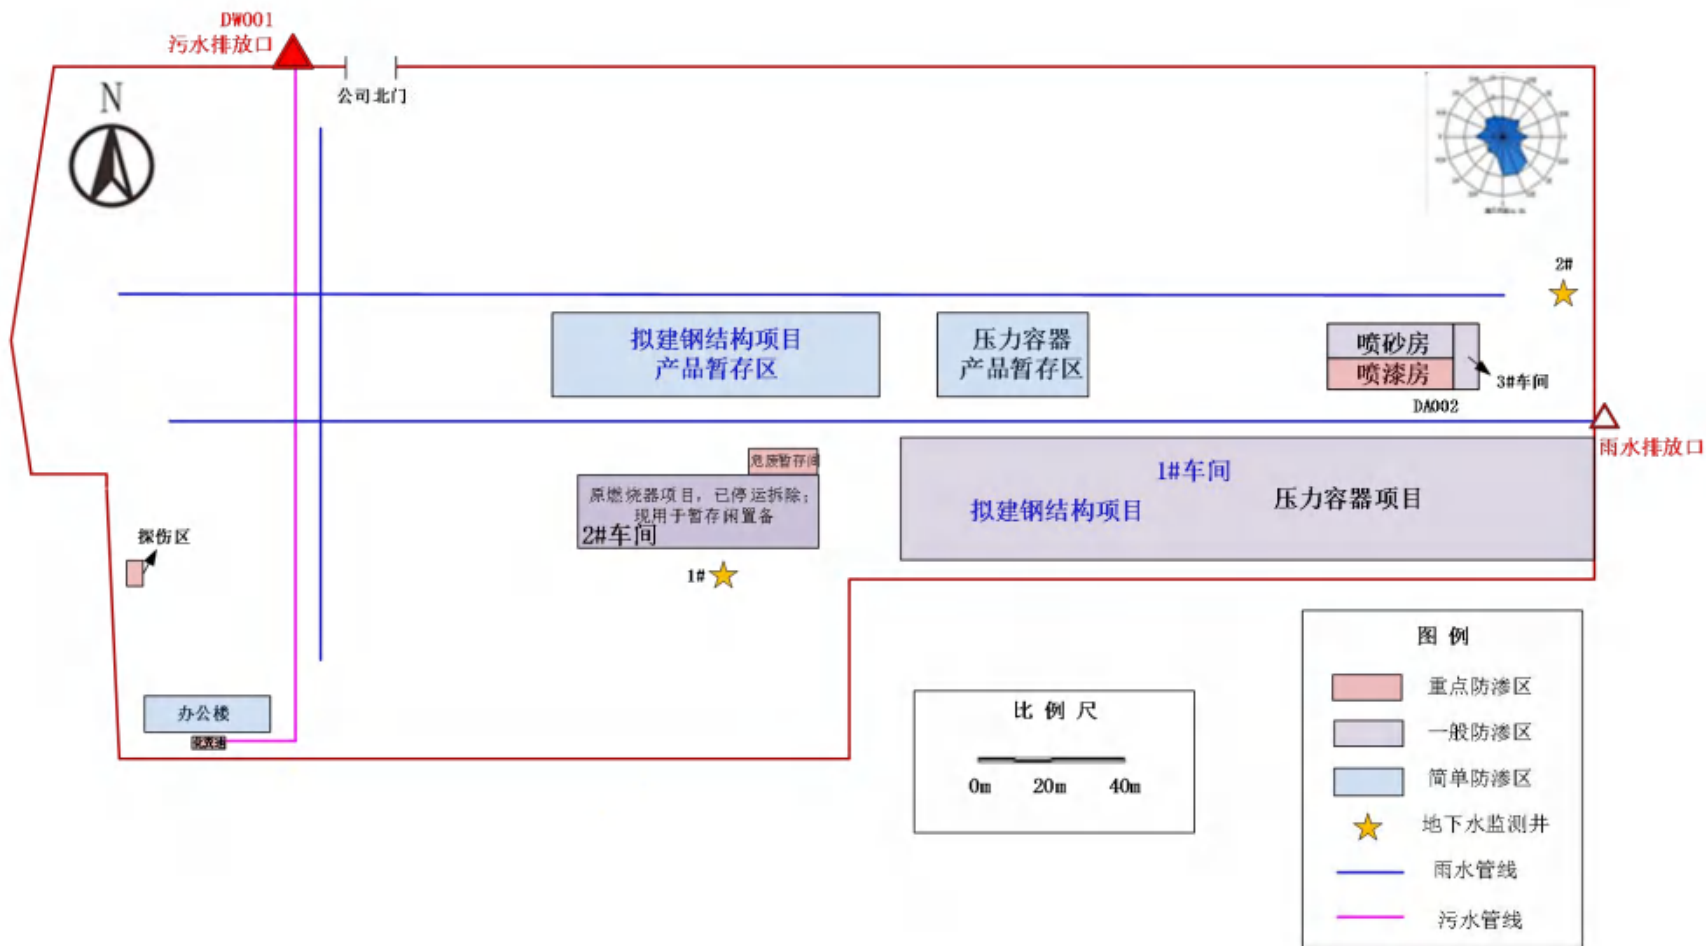 DW001
污水排放口
公司北门
N
2#
拟建钢结构项目
产品暂存区
压力容器
产品暂存区
喷砂房
喷漆房
3#车间
DA002
雨水排放口
危废暂存间
原燃烧器项目，已停运拆除；
现用于暂存闲置备
2#车间
1#车间
拟建钢结构项目
压力容器项目
探伤区
1#
办公楼
比 例 尺
0m 20m 40m
图 例
重点防渗区
一般防渗区
简单防渗区
地下水监测井
雨水管线
污水管线